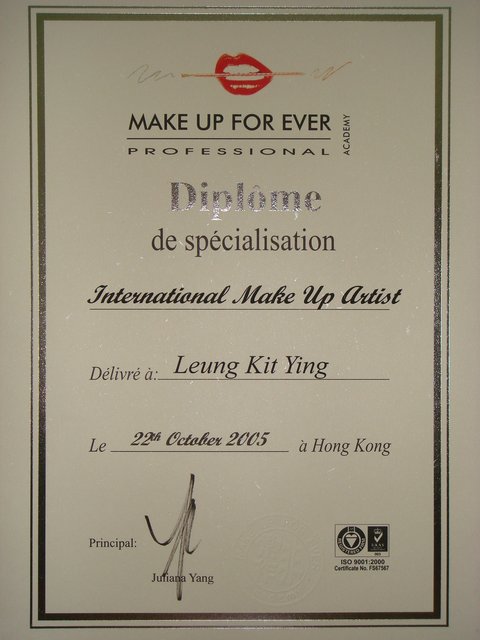 MAKE UP FOR EVER
PROFESSIONAL
ACADEMY
Diplôme
de spécialisation
International Make Up Artist
Délivré à: Leung Kit Ying
Le 22th October 2005 à Hong Kong
Principal:
Juliana Yang
ISO 9001:2000
Certificate No. FS67567